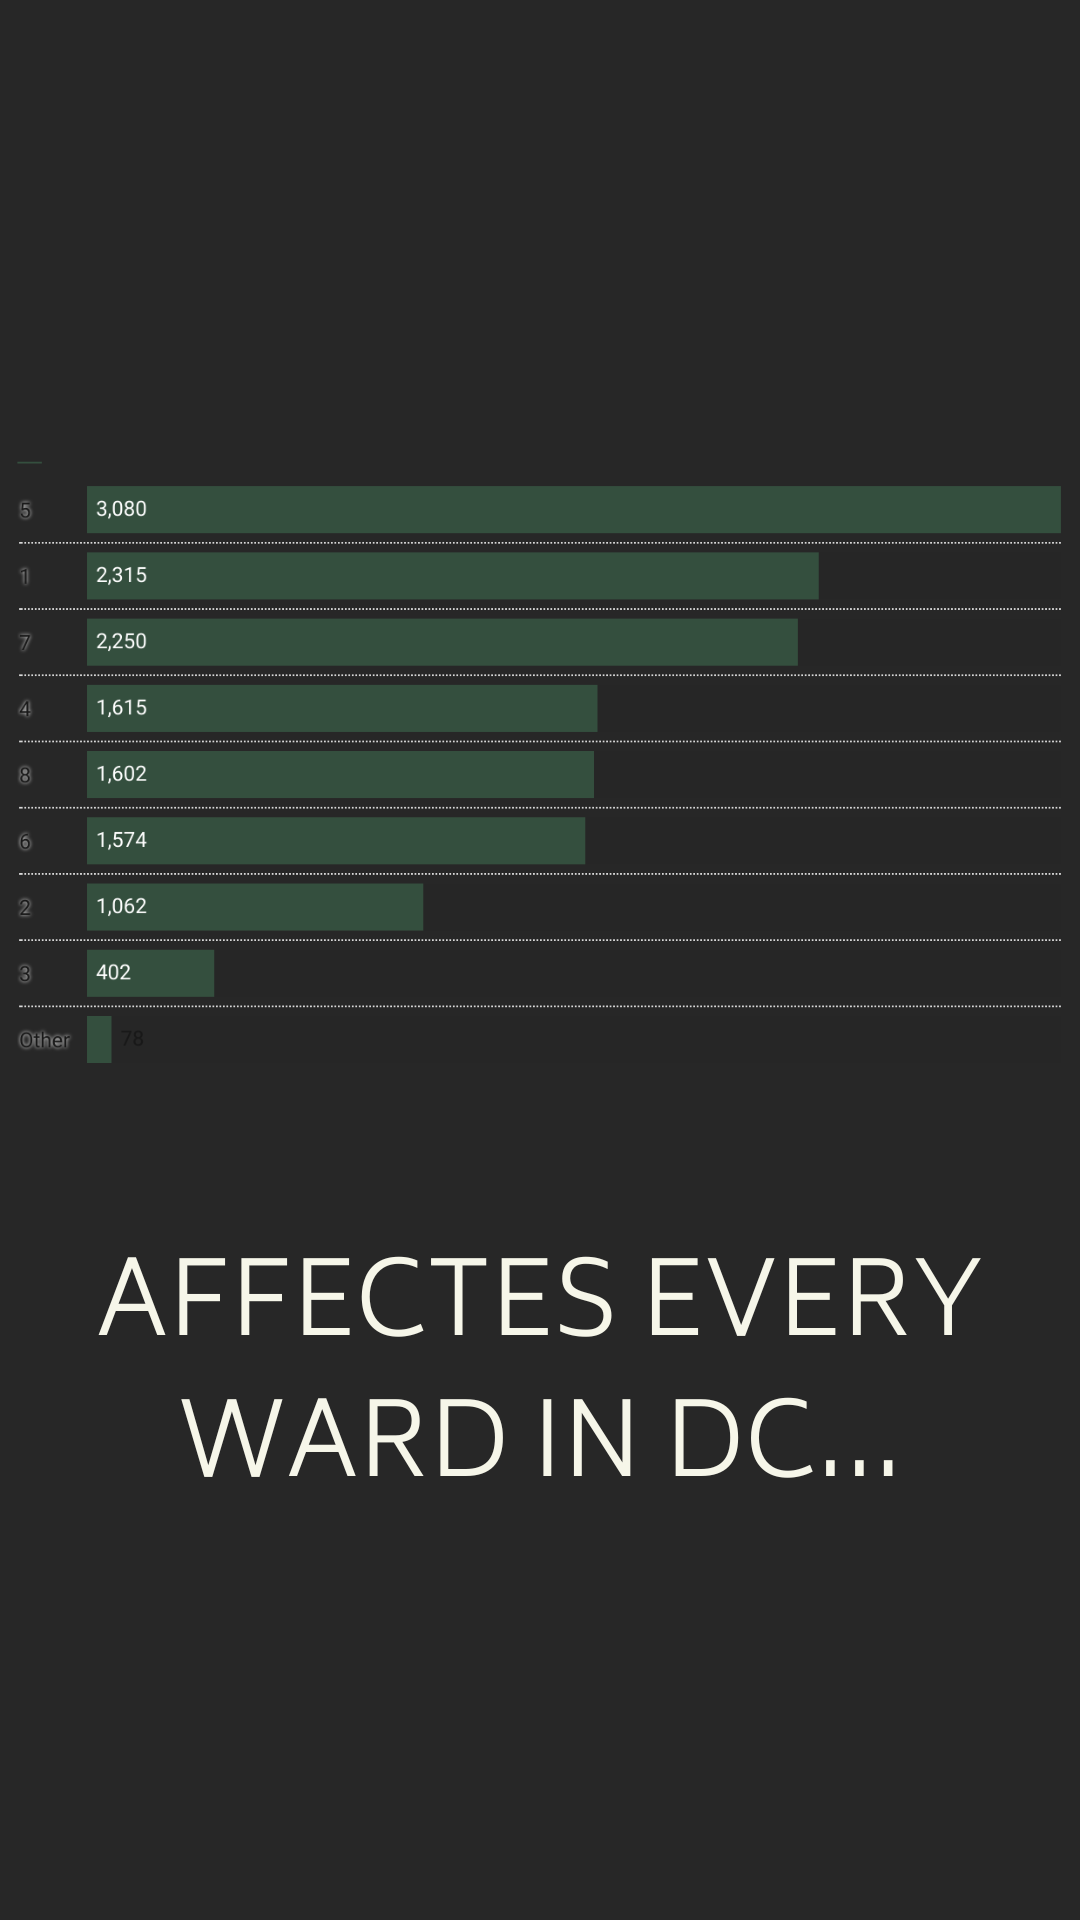 5 3,080
1 2,315
7 2,250
4 1,615
8 1,602
6 1,574
2 1,062
3 402
Other 78
AFFECTES EVERY
WARD IN DC...